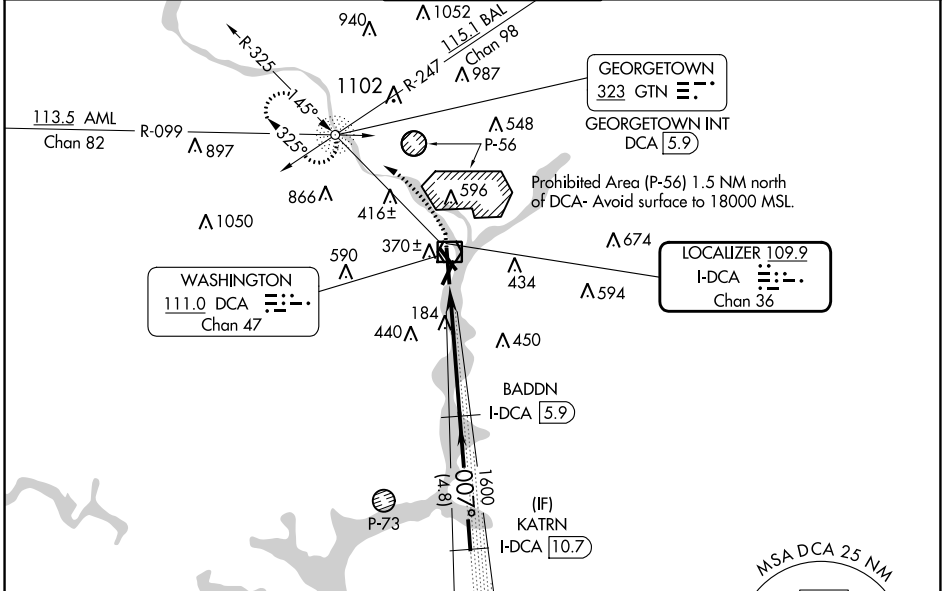 940
1052
115.1 BAL
Chan 98
R-325
1102
R-247
987
GEORGETOWN
323 GTN
145°
325°
113.5 AML
R-099
Chan 82
897
548
P-56
GEORGETOWN INT
DCA 5.9
866
416±
596
Prohibited Area (P-56) 1.5 NM north
of DCA- Avoid surface to 18000 MSL.
1050
370±
674
590
434
LOCALIZER 109.9
I-DCA
Chan 36
WASHINGTON
111.0 DCA
Chan 47
594
184
440
450
BADDN
I-DCA 5.9
1600
007°
(4.8)
P-73
(IF)
KATRN
I-DCA 10.7
MSA DCA 25 NM